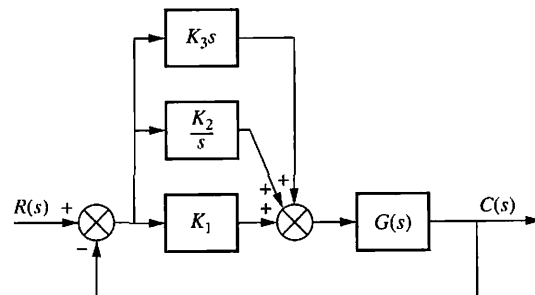 K₃s
K₂
s
R(s) + K₁ + + + G(s) C(s)
−